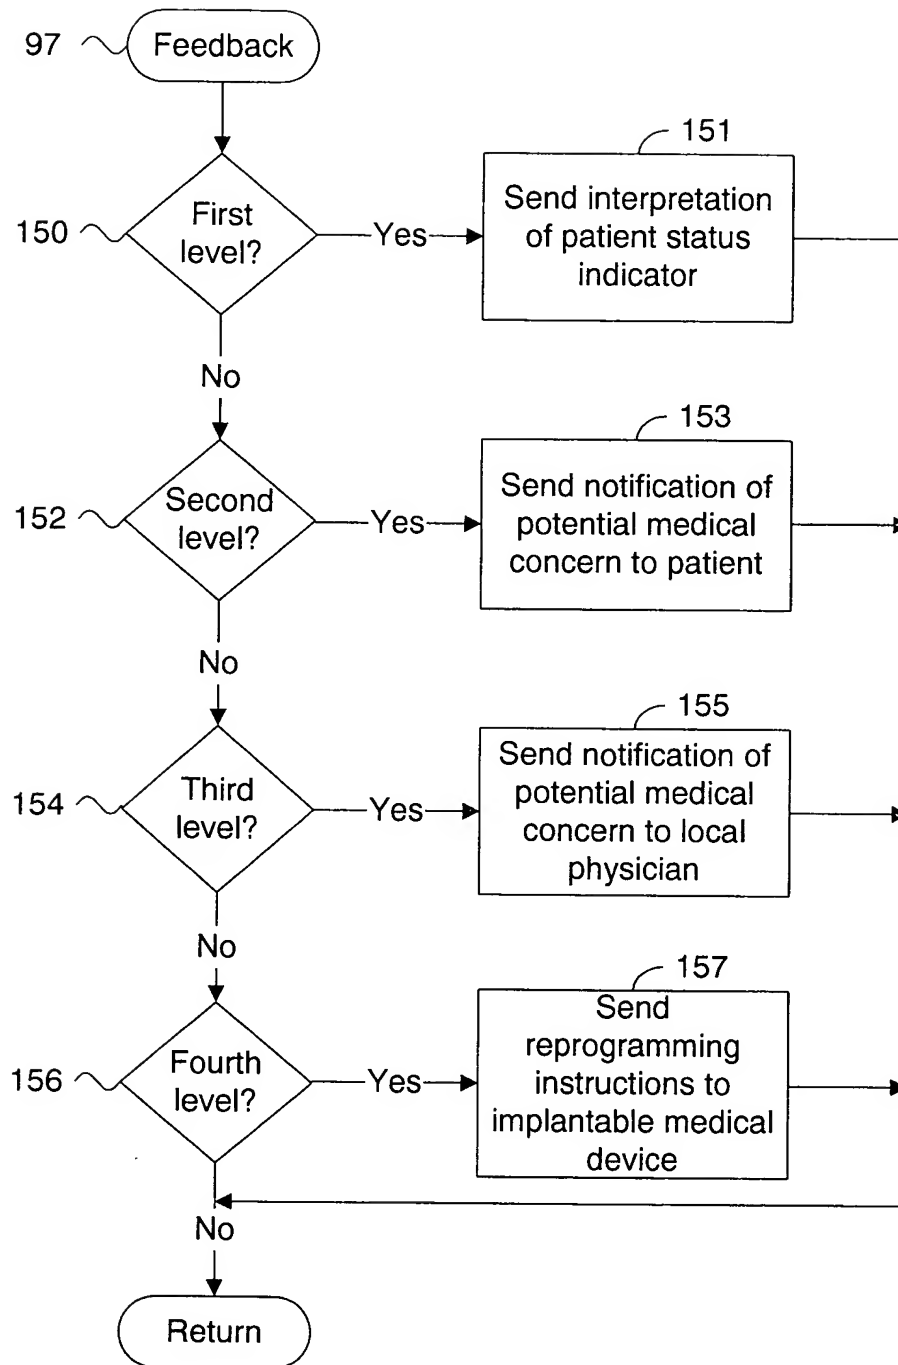 97
Feedback
151
150
First
level?
Yes
Send interpretation
of patient status
indicator
No
153
152
Second
level?
Yes
Send notification of
potential medical
concern to patient
No
155
154
Third
level?
Yes
Send notification of
potential medical
concern to local
physician
No
157
156
Fourth
level?
Yes
Send
reprogramming
instructions to
implantable medical
device
No
Return